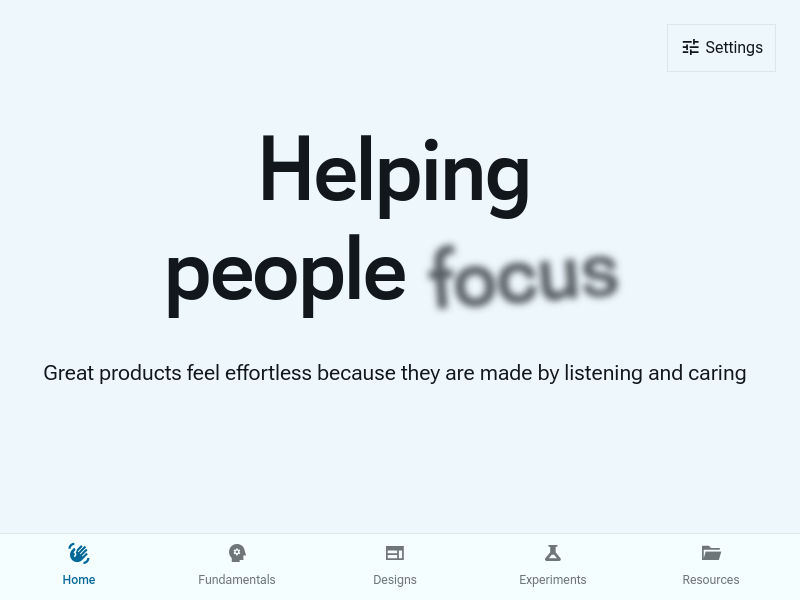 Settings
Helping
people focus
Great products feel effortless because they are made by listening and caring
Home
Fundamentals
Designs
Experiments
Resources